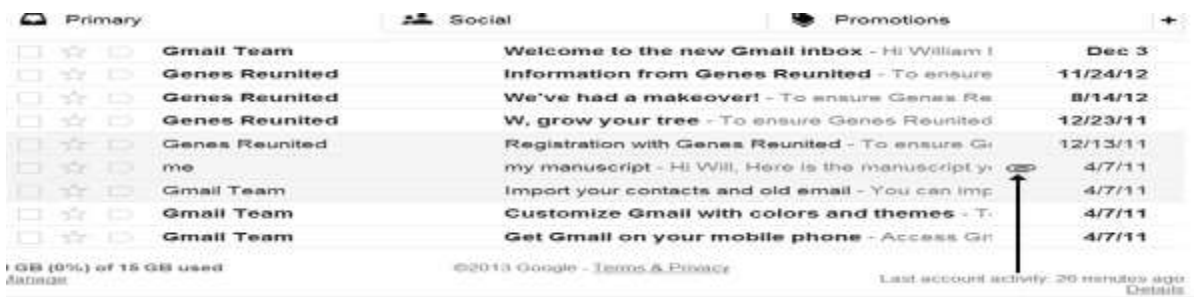 Primary Social Promotions +
Gmail Team Welcome to the new Gmail inbox - Hi William Dec 3
Genes Reunited Information from Genes Reunited - To ensure 11/24/12
Genes Reunited We've had a makeover! - To ensure Genes Re 8/14/12
Genes Reunited W, grow your tree - To ensure Genes Reunited 12/23/11
Genes Reunited Registration with Genes Reunited - To ensure 12/13/11
me my manuscript - Hi Will, Here is the manuscript 4/7/11
Gmail Team Import your contacts and old email - You can imp 4/7/11
Gmail Team Customize Gmail with colors and themes - T 4/7/11
Gmail Team Get Gmail on your mobile phone - Access 4/7/11
GB (0%) of 15 GB used ©2013 Google - Terms & Privacy Last account activity: 26 minutes ago
Manage Details